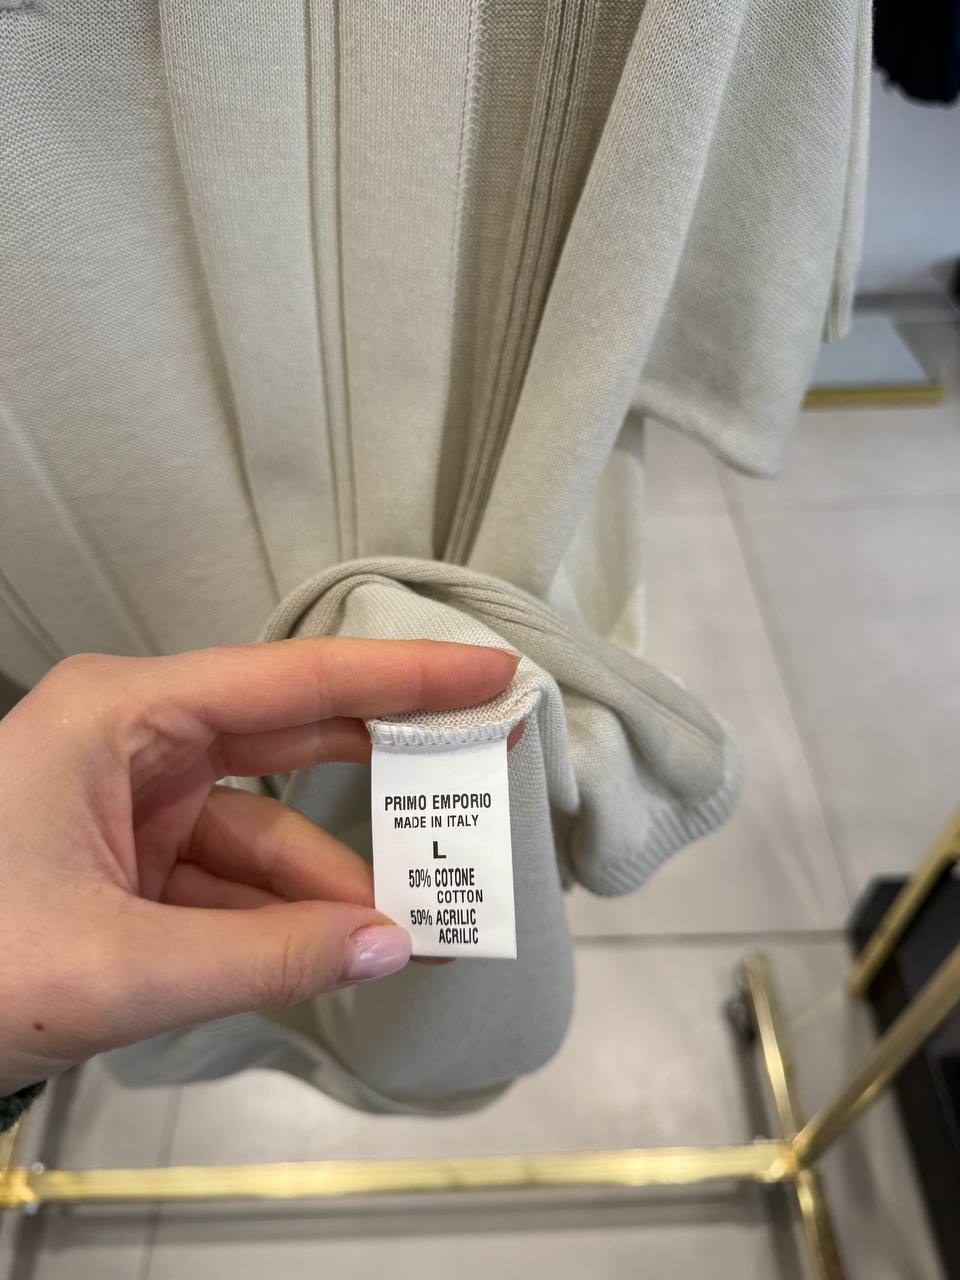 PRIMO EMPORIO
MADE IN ITALY
L
50% COTONE
COTTON
50% ACRILIC
ACRILIC